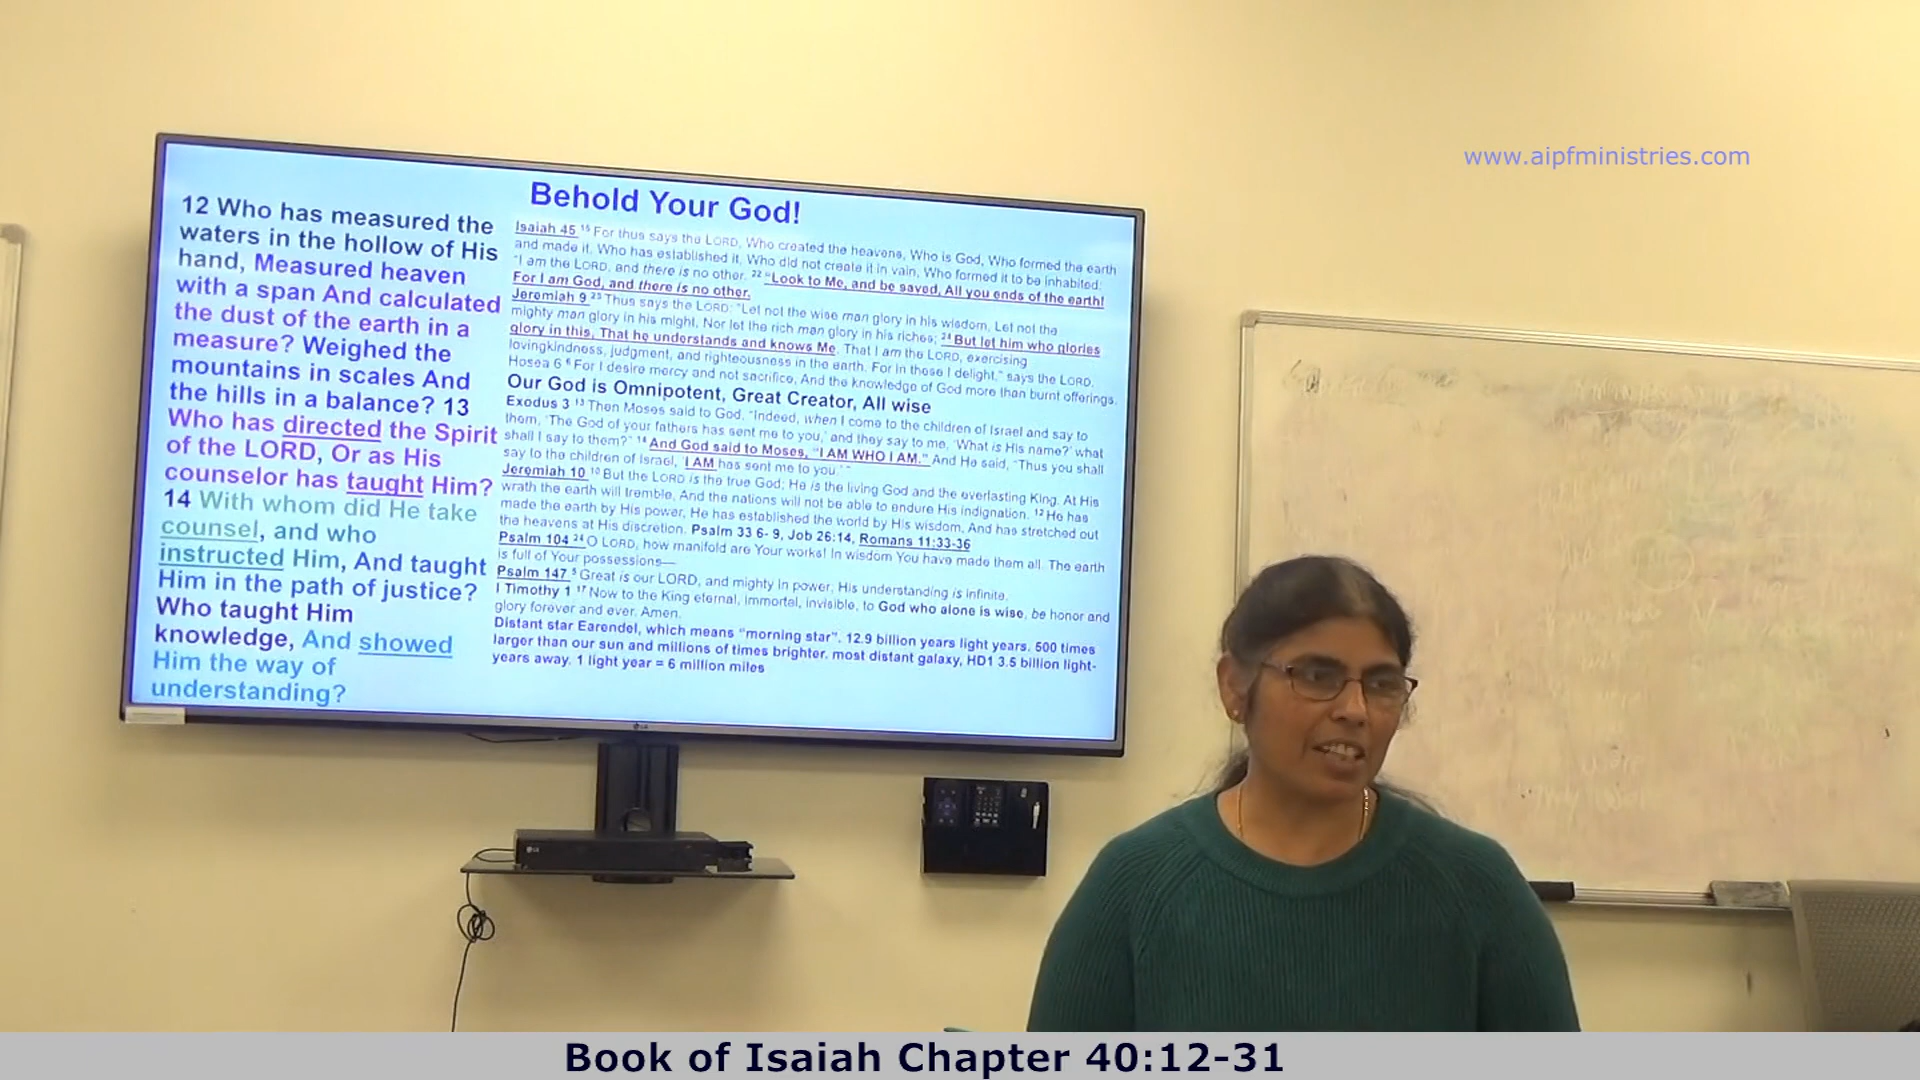 www.aipfministries.com
Behold Your God!
12 Who has measured the
waters in the hollow of His
hand, Measured heaven
with a span And calculated
the dust of the earth in a
measure? Weighed the
mountains in scales And
the hills in a balance? 13
Who has directed the Spirit
of the LORD, Or as His
counselor has taught Him?
14 With whom did He take
counsel, and who
instructed Him, And taught
Him in the path of justice?
Who taught Him
knowledge, And showed
Him the way of
understanding?
Isaiah 45 ¹⁵ For thus says the LORD, Who created the heavens, Who is God, Who formed the earth
and made it, Who has established it, Who did not create it in vain, Who formed it to be inhabited:
"I am the LORD, and there is no other. ²² "Look to Me, and be saved, All you ends of the earth!
For I am God, and there is no other.
Jeremiah 9 ²³ Thus says the LORD: "Let not the wise man glory in his wisdom, Let not the
mighty man glory in his might, Nor let the rich man glory in his riches; ²⁴ But let him who glories
glory in this, That he understands and knows Me, That I am the LORD, exercising
lovingkindness, judgment, and righteousness in the earth. For in these I delight," says the LORD.
Hosea 6 ⁶ For I desire mercy and not sacrifice, And the knowledge of God more than burnt offerings.
Our God is Omnipotent, Great Creator, All wise
Exodus 3 ¹³ Then Moses said to God, "Indeed, when I come to the children of Israel and say to
them, 'The God of your fathers has sent me to you,' and they say to me, 'What is His name?' what
shall I say to them?" ¹⁴ And God said to Moses, "I AM WHO I AM." And He said, "Thus you shall
say to the children of Israel, 'I AM has sent me to you.' "
Jeremiah 10 ¹⁰ But the LORD is the true God; He is the living God and the everlasting King. At His
wrath the earth will tremble, And the nations will not be able to endure His indignation. ¹² He has
made the earth by His power, He has established the world by His wisdom, And has stretched out
the heavens at His discretion. Psalm 33 6- 9, Job 26:14, Romans 11:33-36
Psalm 104 ²⁴ O LORD, how manifold are Your works! In wisdom You have made them all. The earth
is full of Your possessions—
Psalm 147 ⁵ Great is our LORD, and mighty in power; His understanding is infinite.
I Timothy 1 ¹⁷ Now to the King eternal, immortal, invisible, to God who alone is wise, be honor and
glory forever and ever. Amen.
Distant star Earendel, which means "morning star". 12.9 billion years light years. 500 times
larger than our sun and millions of times brighter. most distant galaxy, HD1 3.5 billion light-
years away. 1 light year = 6 million miles
LG
LG
Book of Isaiah Chapter 40:12-31